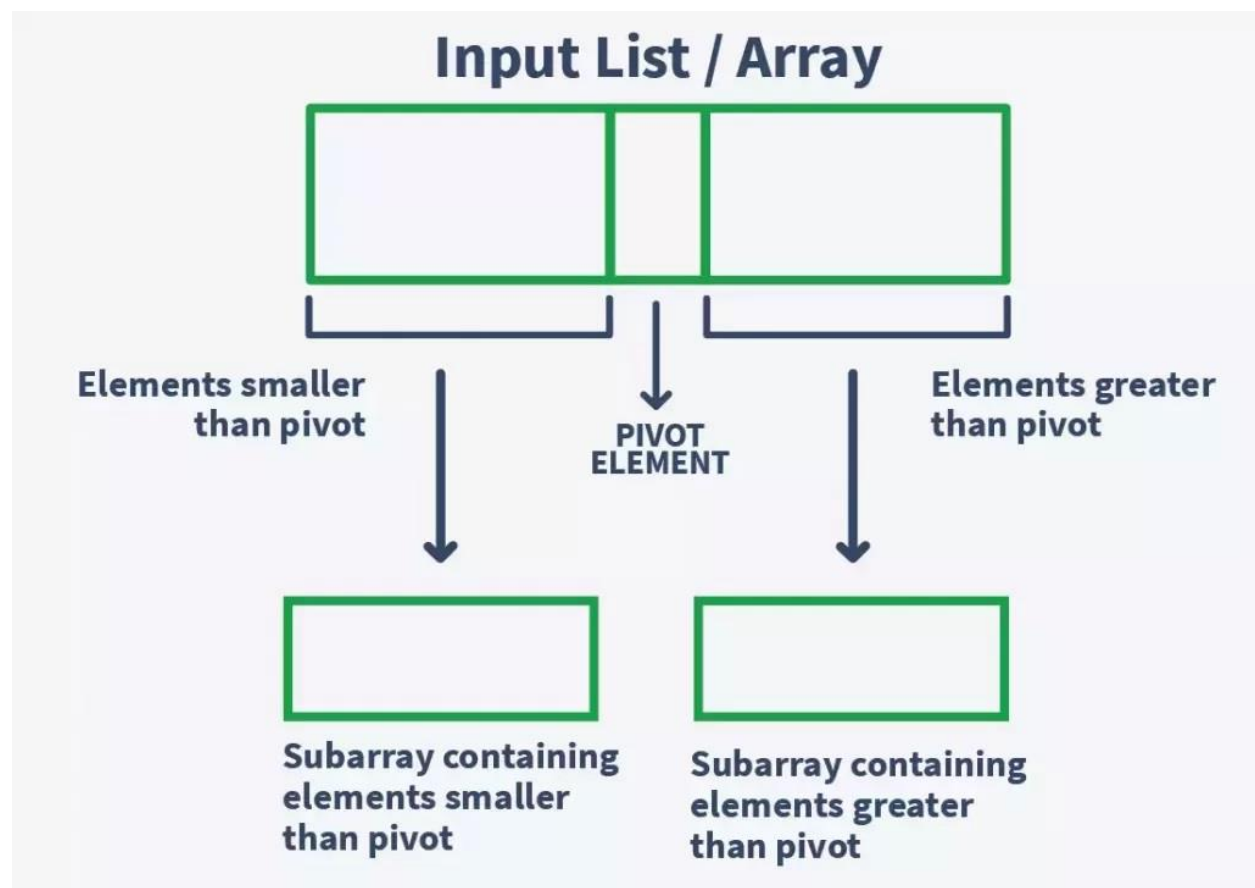 Input List / Array
Elements smaller
than pivot
PIVOT
ELEMENT
Elements greater
than pivot
Subarray containing
elements smaller
than pivot
Subarray containing
elements greater
than pivot